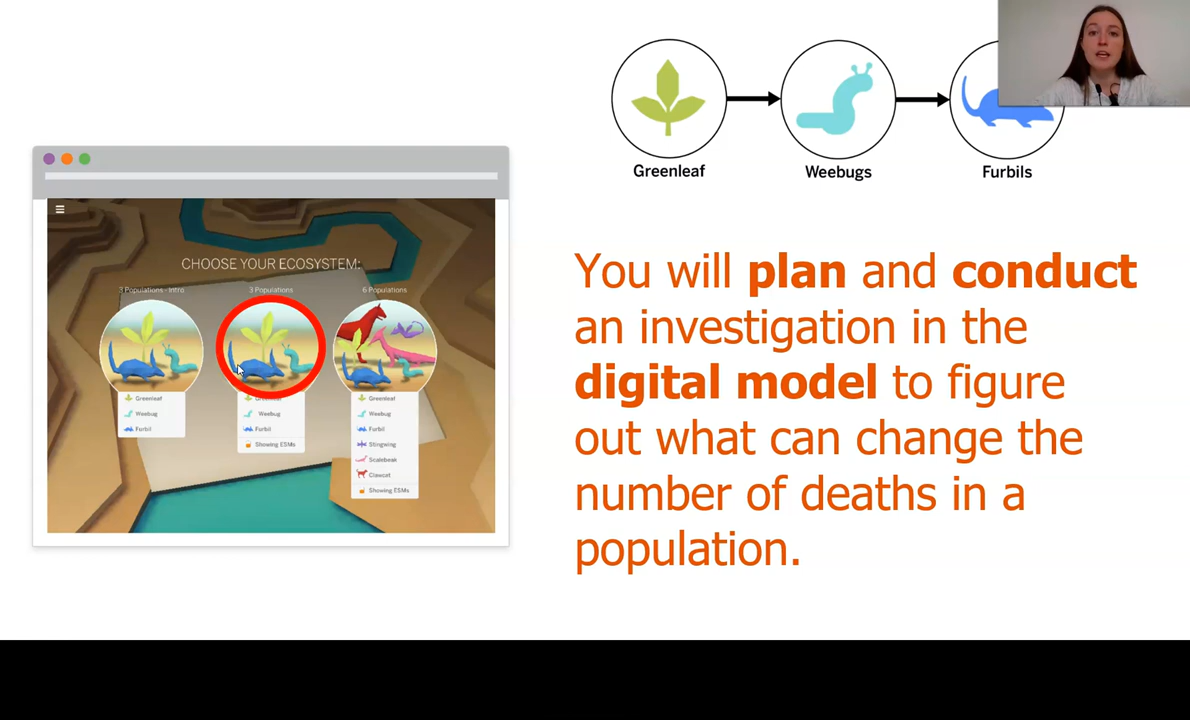 Greenleaf
Weebugs
Furbils
CHOOSE YOUR ECOSYSTEM:
3 Populations - Intro
3 Populations
6 Populations
Greenleaf
Weebug
Furbil
Weebug
Furbil
Showing ESMs
Greenleaf
Weebug
Furbil
Stingwing
Scalebeak
Clawcat
Showing ESMs
You will plan and conduct
an investigation in the
digital model to figure
out what can change the
number of deaths in a
population.